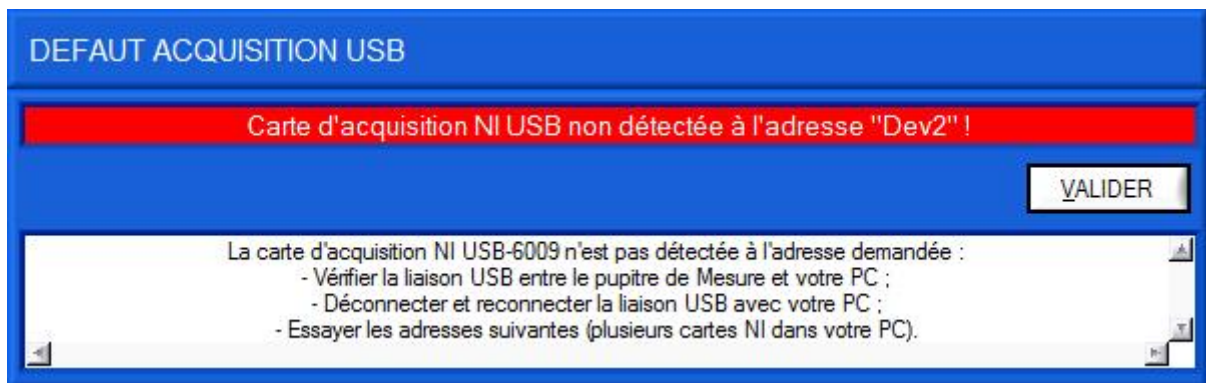 DEFAUT ACQUISITION USB
Carte d'acquisition NI USB non détectée à l'adresse "Dev2" !
VALIDER
La carte d'acquisition NI USB-6009 n'est pas détectée à l'adresse demandée :
- Vérifier la liaison USB entre le pupitre de Mesure et votre PC ;
- Déconnecter et reconnecter la liaison USB avec votre PC ;
- Essayer les adresses suivantes (plusieurs cartes NI dans votre PC).